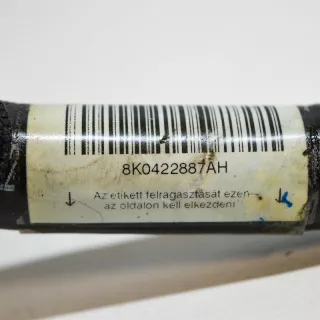 8K0422887AH
Az etikett felragasztását ezen
az oldalon kell elkezdeni